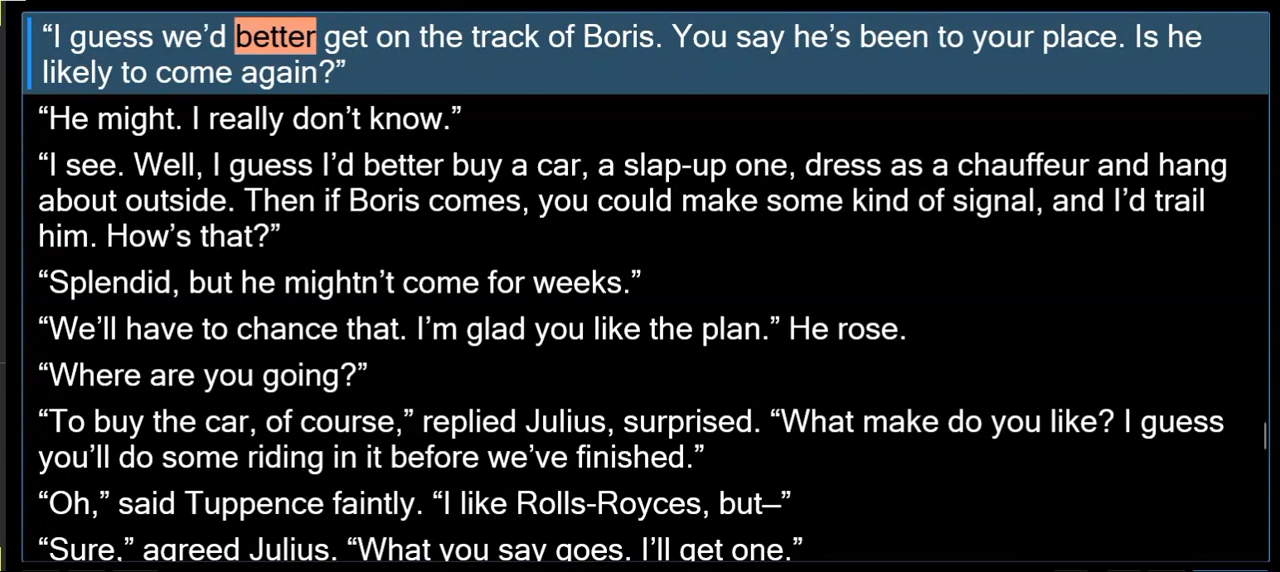 “I guess we’d better get on the track of Boris. You say he’s been to your place. Is he
likely to come again?”
“He might. I really don’t know.”
“I see. Well, I guess I’d better buy a car, a slap-up one, dress as a chauffeur and hang
about outside. Then if Boris comes, you could make some kind of signal, and I’d trail
him. How’s that?”
“Splendid, but he mightn’t come for weeks.”
“We’ll have to chance that. I’m glad you like the plan.” He rose.
“Where are you going?”
“To buy the car, of course,” replied Julius, surprised. “What make do you like? I guess
you’ll do some riding in it before we’ve finished.”
“Oh,” said Tuppence faintly. “I like Rolls-Royces, but—”
“Sure,” agreed Julius. “What you say goes. I’ll get one.”